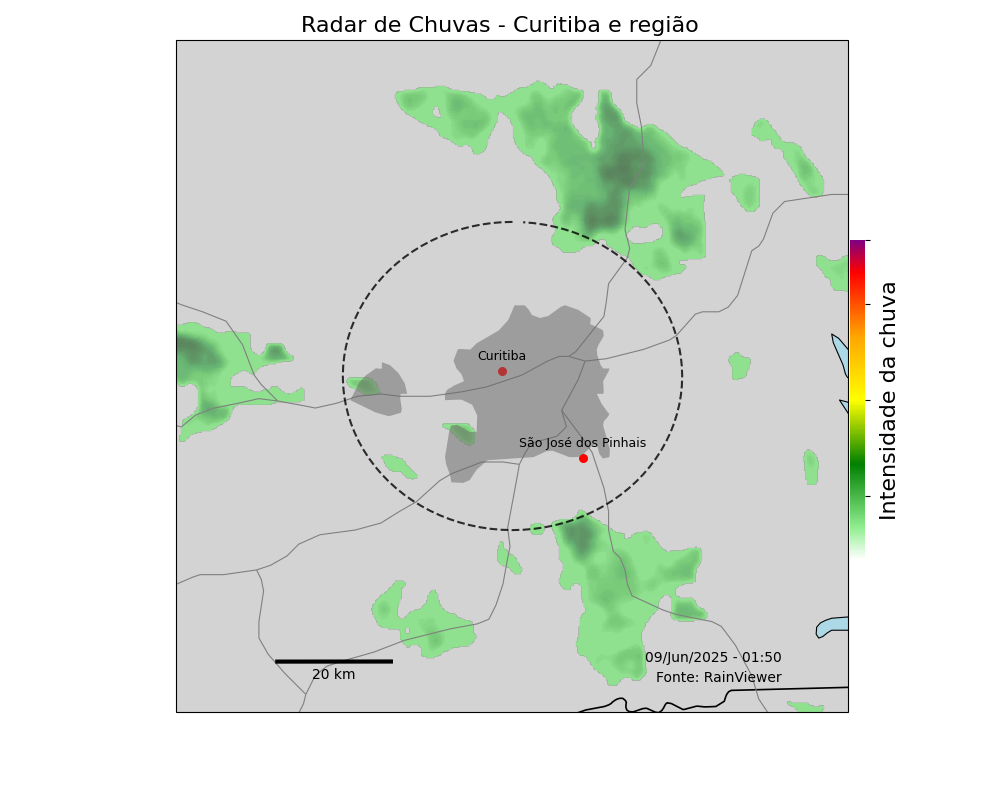 Radar de Chuvas - Curitiba e região
Curitiba
São José dos Pinhais
Intensidade da chuva
09/Jun/2025 - 01:50
Fonte: RainViewer
20 km